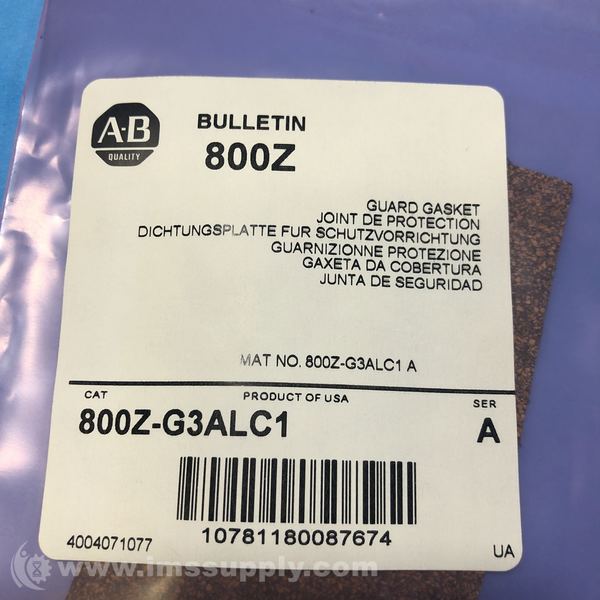 A-B
QUALITY
BULLETIN
800Z
GUARD GASKET
JOINT DE PROTECTION
DICHTUNGSPLATTE FUR SCHUTZVORRICHTUNG
GUARNIZIONNE PROTEZIONE
GAXETA DA COBERTURA
JUNTA DE SEGURIDAD
MAT NO. 800Z-G3ALC1 A
CAT PRODUCT OF USA SER
800Z-G3ALC1 A
10781180087674
4004071077 UA
www.imssupply.com